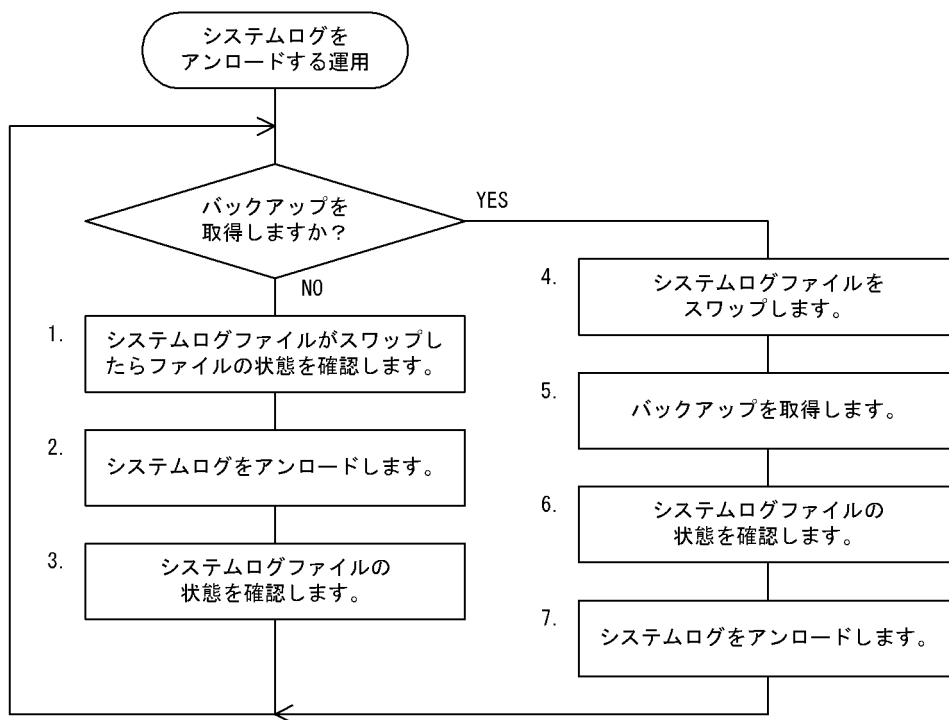 システムログを
アンロードする運用
バックアップを
取得しますか？
YES
NO
1.
システムログファイルがスワップし
たらファイルの状態を確認します。
2.
システムログをアンロードします。
3.
システムログファイルの
状態を確認します。
4.
システムログファイルを
スワップします。
5.
バックアップを取得します。
6.
システムログファイルの
状態を確認します。
7.
システムログをアンロードします。